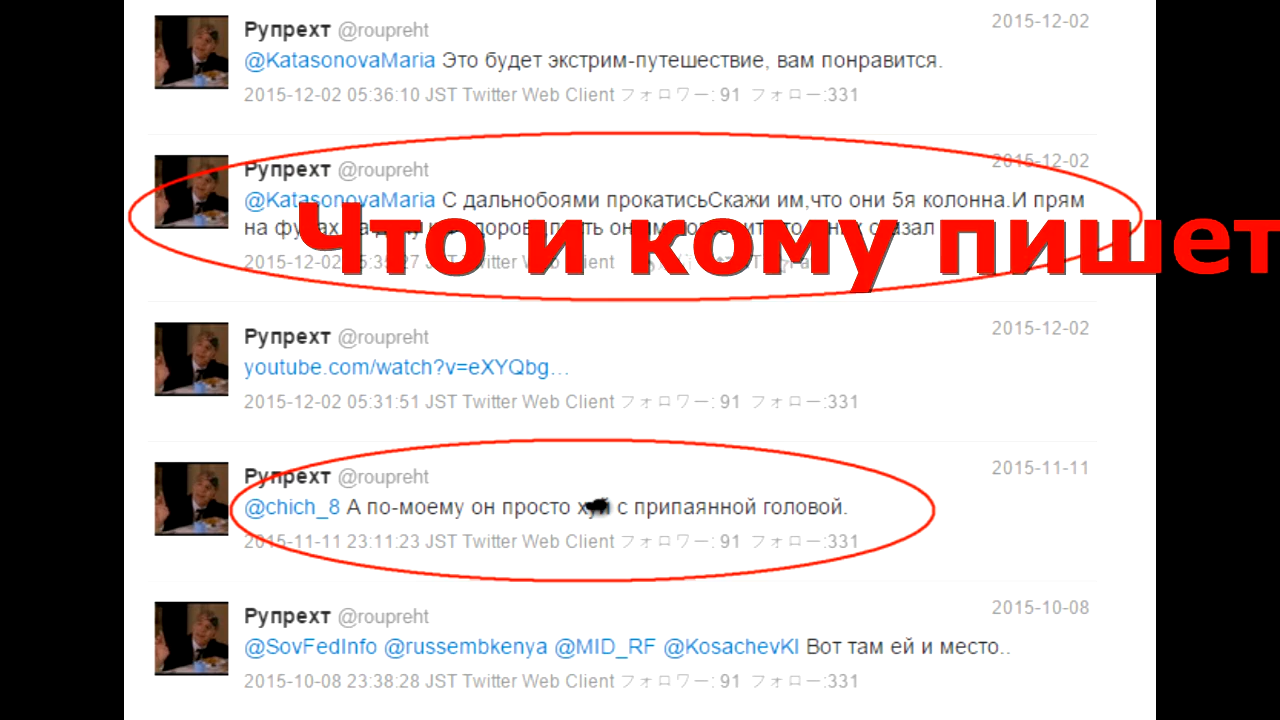 Рупрехт @roupreht 2015-12-02
@KatasonovaMaria Это будет экстрим-путешествие, вам понравится.
2015-12-02 05:36:10 JST Twitter Web Client フォロワー: 91 フォロー:331
Рупрехт @roupreht 2015-12-02
@KatasonovaMaria С дальнобоями прокатисьСкажи им,что они 5я колонна.И прям
на
2015-12-02 Twitter Web Client
Что и кому пишет
Рупрехт @roupreht 2015-12-02
youtube.com/watch?v=eXYQbg…
2015-12-02 05:31:51 JST Twitter Web Client フォロワー: 91 フォロー:331
Рупрехт @roupreht 2015-11-11
@chich_8 А по-моему он просто с припаянной головой.
2015-11-11 23:11:23 JST Twitter Web Client フォロワー: 91 フォロー:331
Рупрехт @roupreht 2015-10-08
@SovFedInfo @russembkenya @MID_RF @KosachevKI Вот там ей и место..
2015-10-08 23:38:28 JST Twitter Web Client フォロワー: 91 フォロー:331